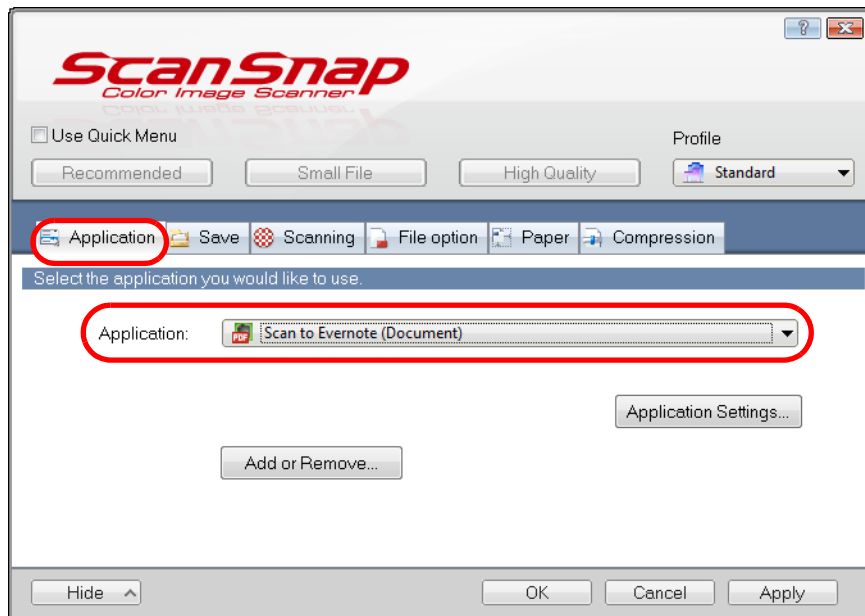 ScanSnap
Color Image Scanner
Use Quick Menu
Profile
Recommended Small File High Quality Standard
Application Save Scanning File option Paper Compression
Select the application you would like to use.
Application: PDF Scan to Evernote (Document)
Application Settings...
Add or Remove...
Hide OK Cancel Apply